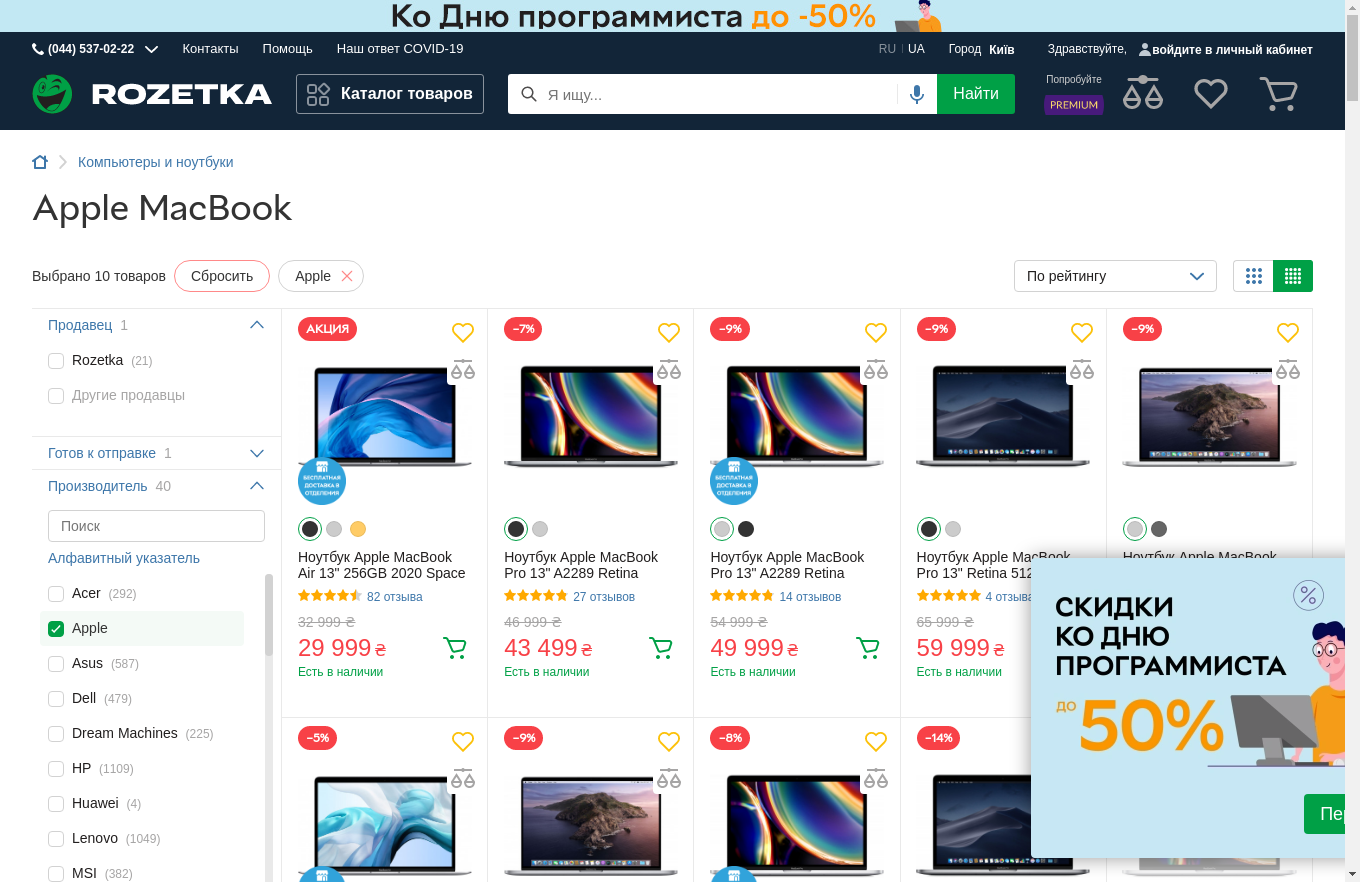 Ко Дню программиста до -50%
(044) 537-02-22
Контакты
Помощь
Наш ответ COVID-19
RU
UA
Город Київ
Здравствуйте, войдите в личный кабинет
ROZETKA
Каталог товаров
Я ищу...
Найти
Попробуйте
PREMIUM
Компьютеры и ноутбуки
Apple MacBook
Выбрано 10 товаров
Сбросить
Apple
По рейтингу
Продавец 1
Rozetka (21)
Другие продавцы
Готов к отправке 1
Производитель 40
Поиск
Алфавитный указатель
Acer (292)
Apple
Asus (587)
Dell (479)
Dream Machines (225)
HP (1109)
Huawei (4)
Lenovo (1049)
MSI (382)
АКЦИЯ
БЕСПЛАТНАЯ
ДОСТАВКА В
ОТДЕЛЕНИЯ
Ноутбук Apple MacBook
Air 13" 256GB 2020 Space
82 отзыва
32 999 ₴
29 999 ₴
Есть в наличии
-7%
Ноутбук Apple MacBook
Pro 13" A2289 Retina
27 отзывов
46 999 ₴
43 499 ₴
Есть в наличии
-9%
БЕСПЛАТНАЯ
ДОСТАВКА В
ОТДЕЛЕНИЯ
Ноутбук Apple MacBook
Pro 13" A2289 Retina
14 отзывов
54 999 ₴
49 999 ₴
Есть в наличии
-9%
Ноутбук Apple MacBook
Pro 13" Retina 512
4 отзыва
65 999 ₴
59 999 ₴
Есть в наличии
-9%
Ноутбук Apple MacBook
-5%
-9%
-8%
-14%
СКИДКИ
КО ДНЮ
ПРОГРАММИСТА
ДО 50%
%
Пе